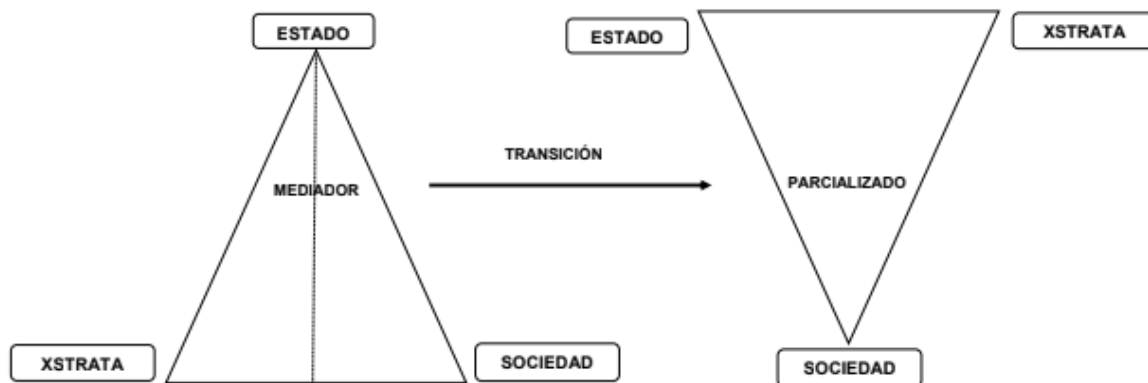 ESTADO
ESTADO
XSTRATA
TRANSICIÓN
MEDIADOR
PARCIALIZADO
XSTRATA
SOCIEDAD
SOCIEDAD